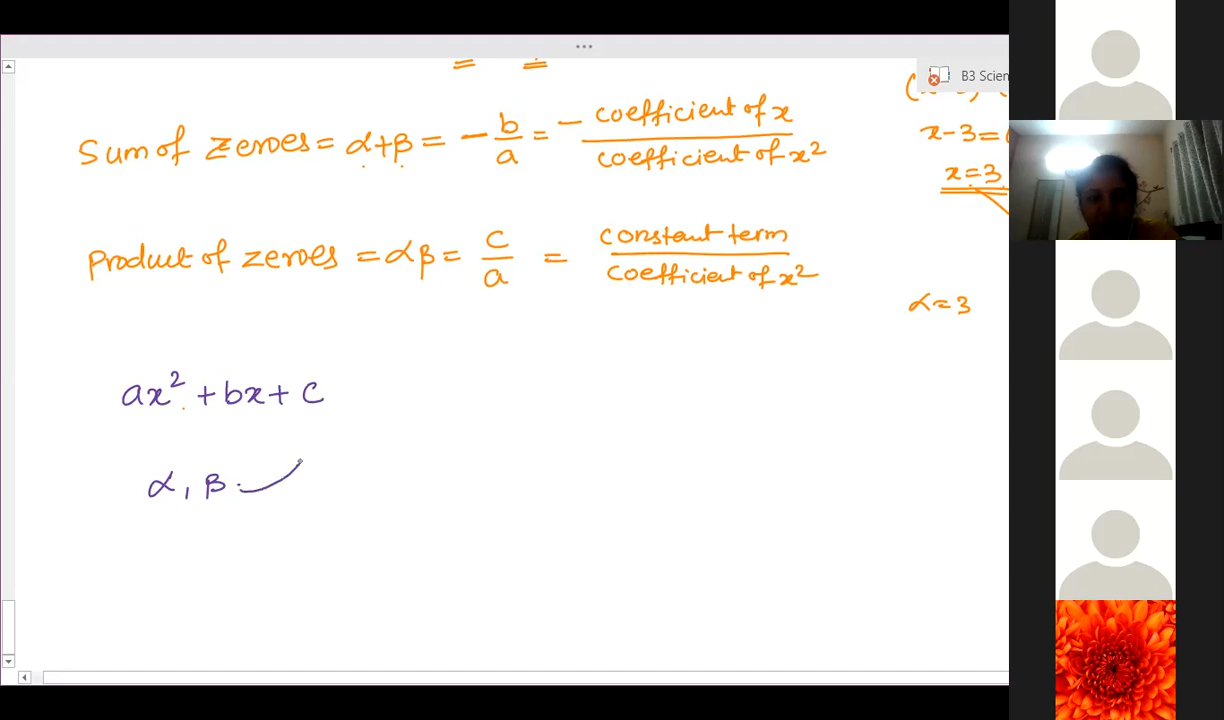 B3 Scien
Sum of zeroes = α+β = - b/a = - coefficient of x / coefficient of x²
x-3=
x=3
Product of zeroes = αβ = c/a = constant term / coefficient of x²
α=3
ax² + bx + c
α, β